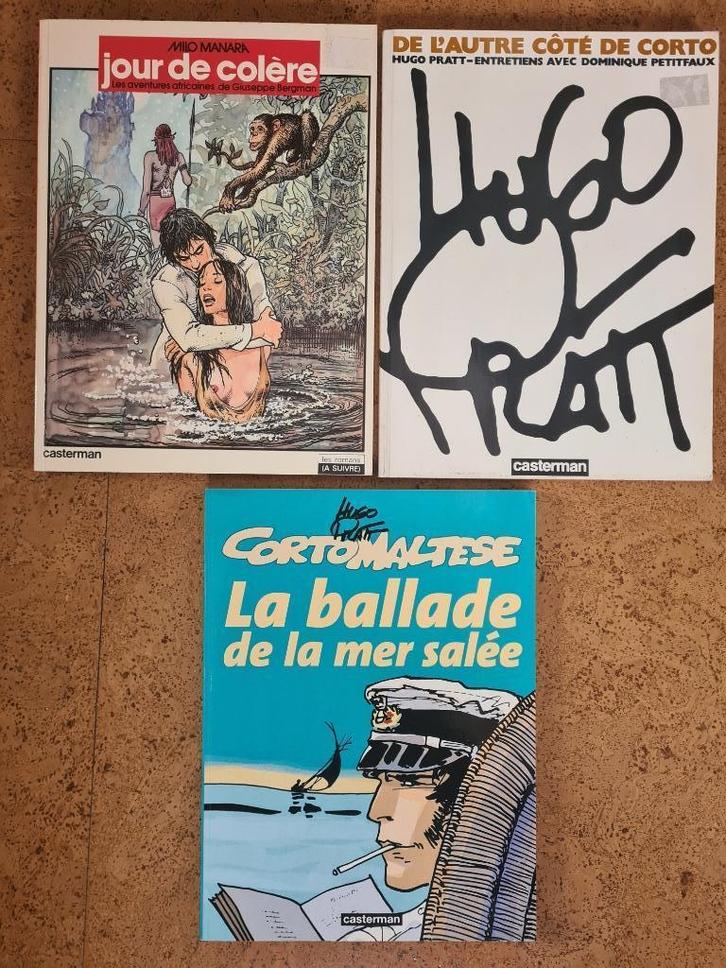 MILO MANARA
jour de colère
Les aventures africaines de Giuseppe Bergman
casterman
les romans
(A SUIVRE)
DE L'AUTRE CÔTÉ DE CORTO
HUGO PRATT–ENTRETIENS AVEC DOMINIQUE PETITFAUX
HUGO
PRATT
casterman
HUGO
PRATT
CORTO MALTESE
La ballade
de la mer salée
casterman